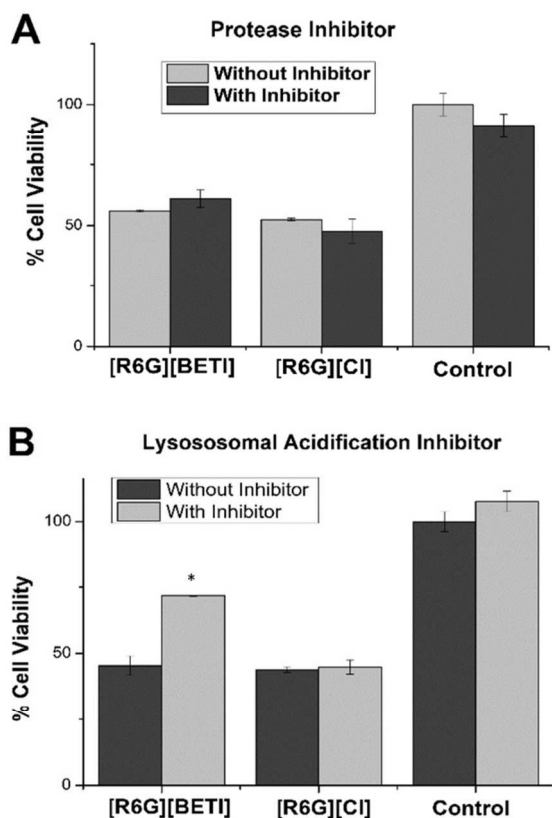 A
Protease Inhibitor
Without Inhibitor
With Inhibitor
% Cell Viability
100
50
0
[R6G][BETI]
[R6G][Cl]
Control
B
Lysososomal Acidification Inhibitor
Without Inhibitor
With Inhibitor
% Cell Viability
100
50
0
*
[R6G][BETI]
[R6G][Cl]
Control